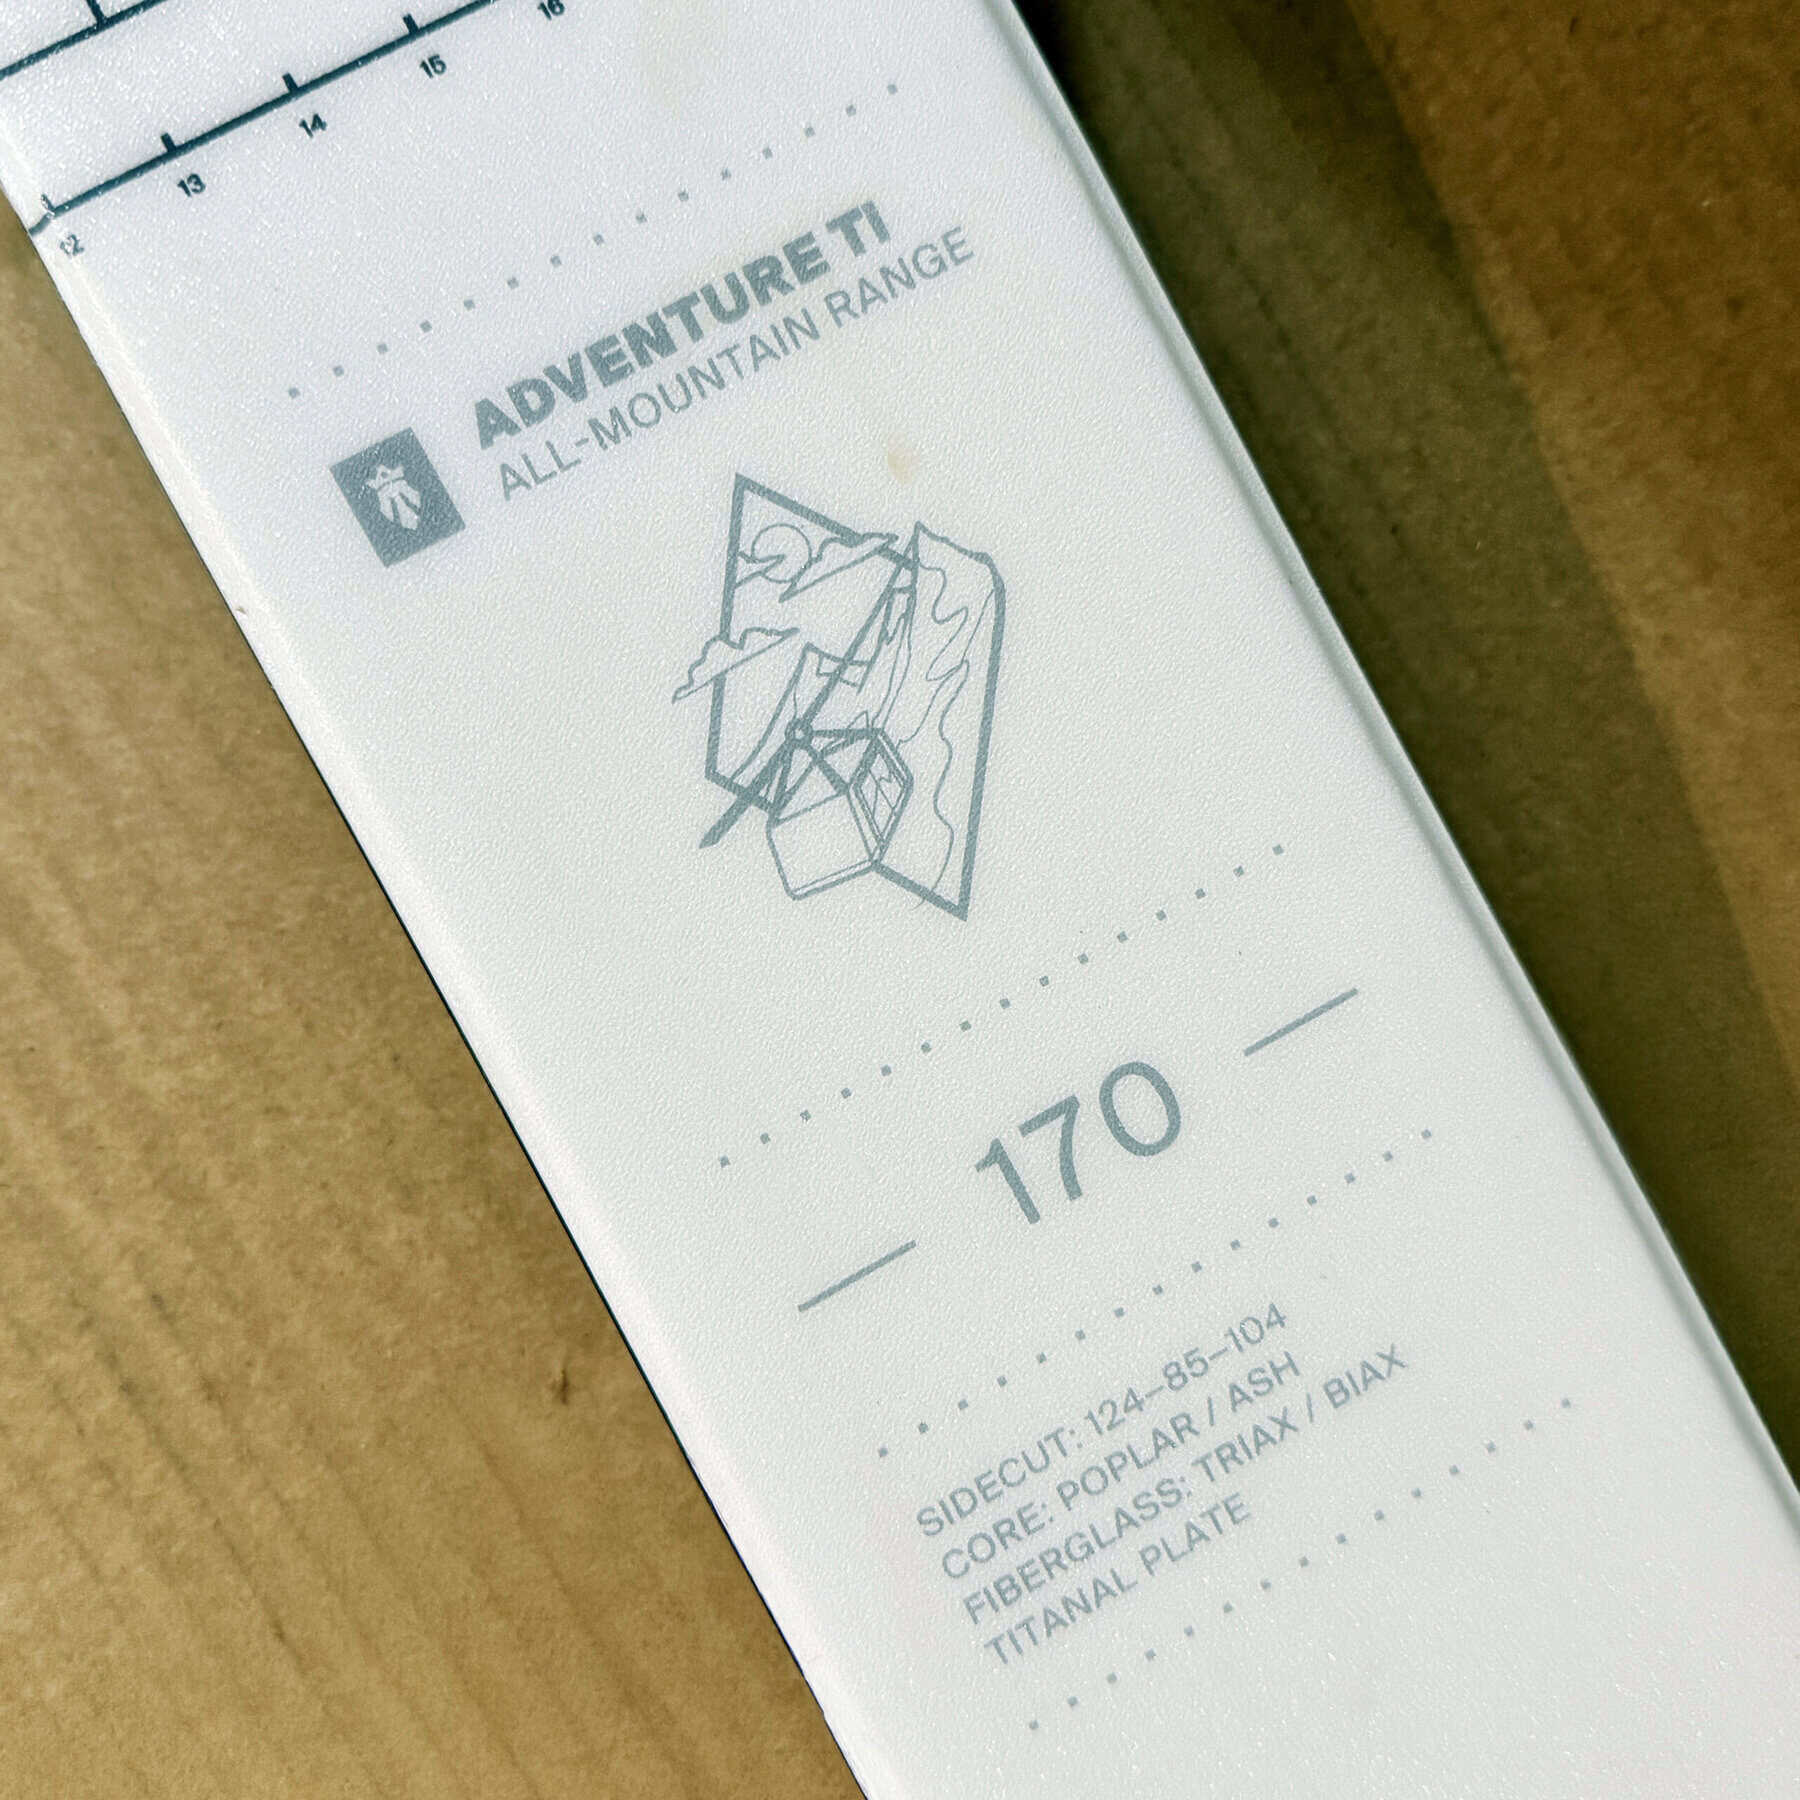 16
15
14
13
12
ADVENTURE TI
ALL-MOUNTAIN RANGE
170
SIDECUT: 124–85–104
CORE: POPLAR / ASH
FIBERGLASS: TRIAX / BIAX
TITANAL PLATE